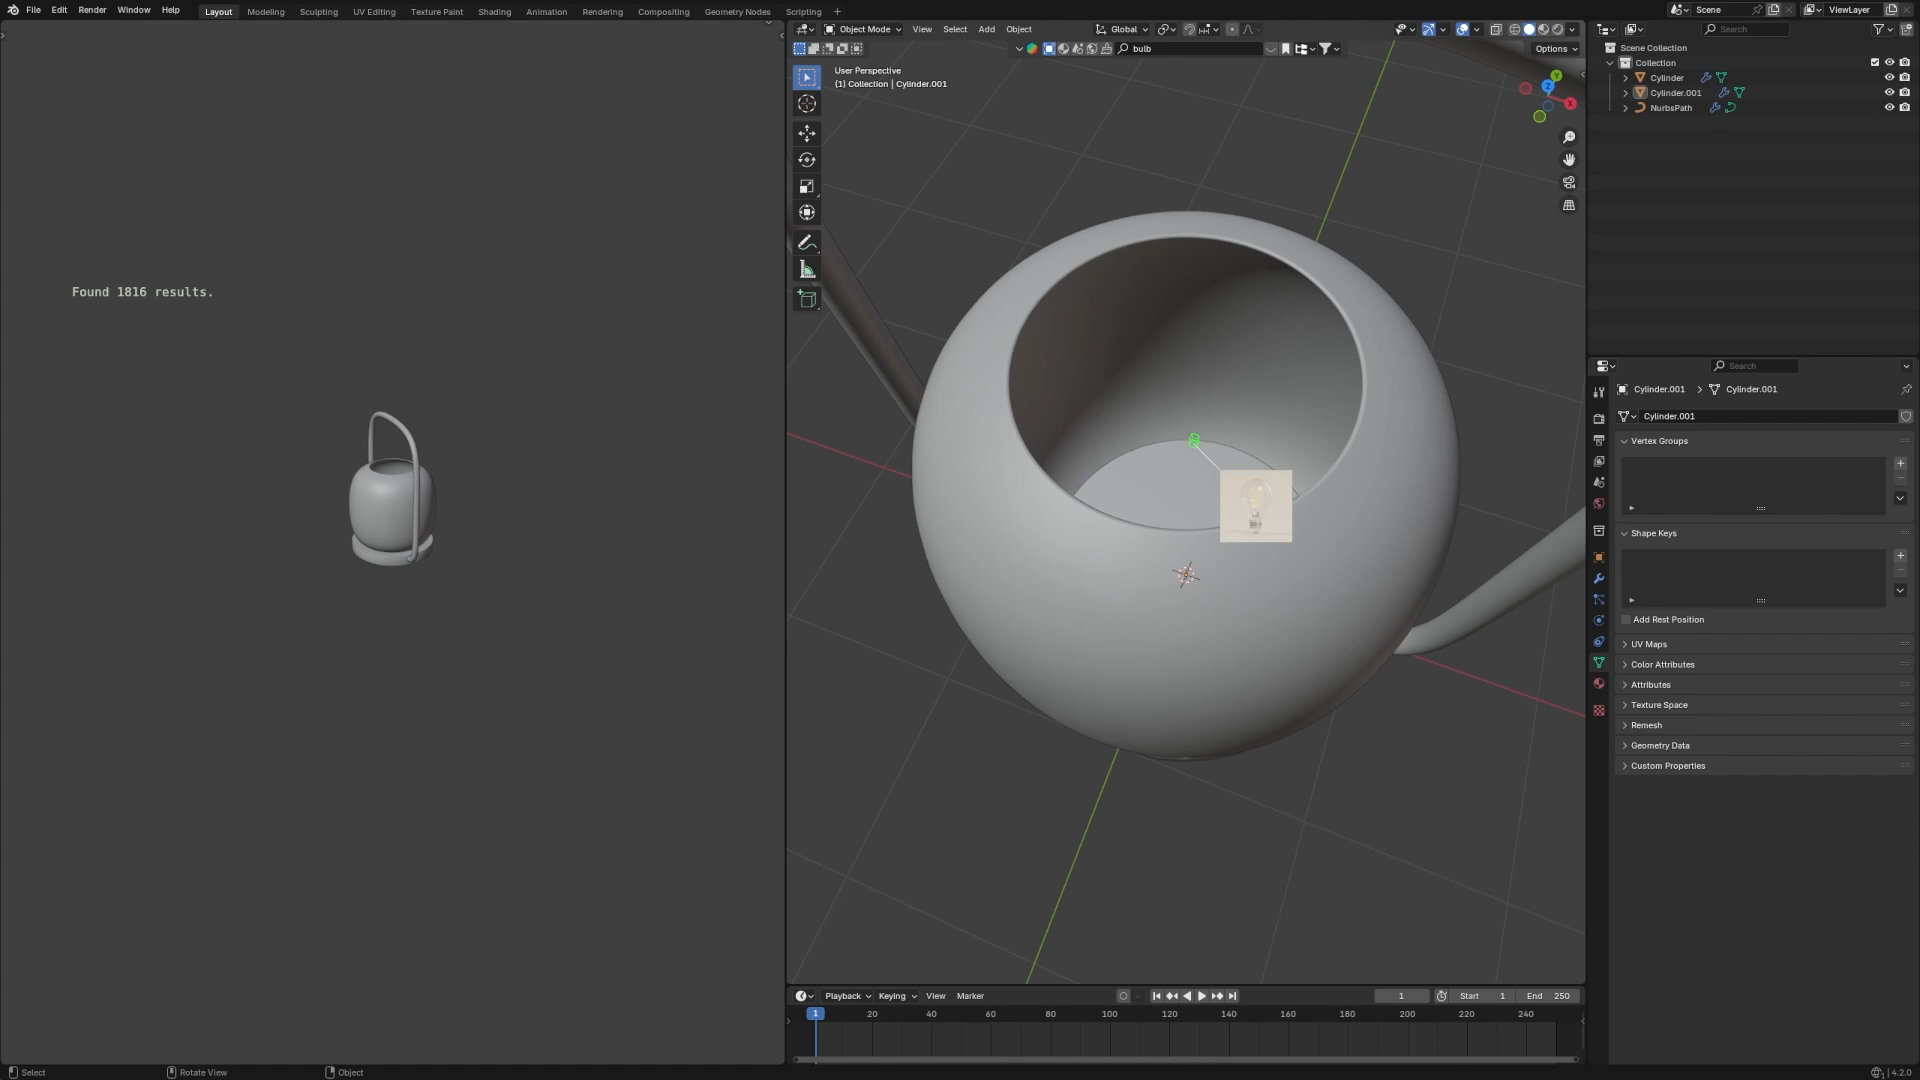 File Edit Render Window Help Layout Modeling Sculpting UV Editing Texture Paint Shading Animation Rendering Compositing Geometry Nodes Scripting + Scene ViewLayer
Object Mode View Select Add Object Global Search
bulb Options
User Perspective
(1) Collection | Cylinder.001
Y
Z
X
Found 1816 results.
Scene Collection
Collection
Cylinder
Cylinder.001
NurbsPath
Search
Cylinder.001 > Cylinder.001
Cylinder.001
Vertex Groups
Shape Keys
Add Rest Position
UV Maps
Color Attributes
Attributes
Texture Space
Remesh
Geometry Data
Custom Properties
Playback Keying View Marker 1 Start 1 End 250
1 20 40 60 80 100 120 140 160 180 200 220 240
Select Rotate View Object 4.2.0